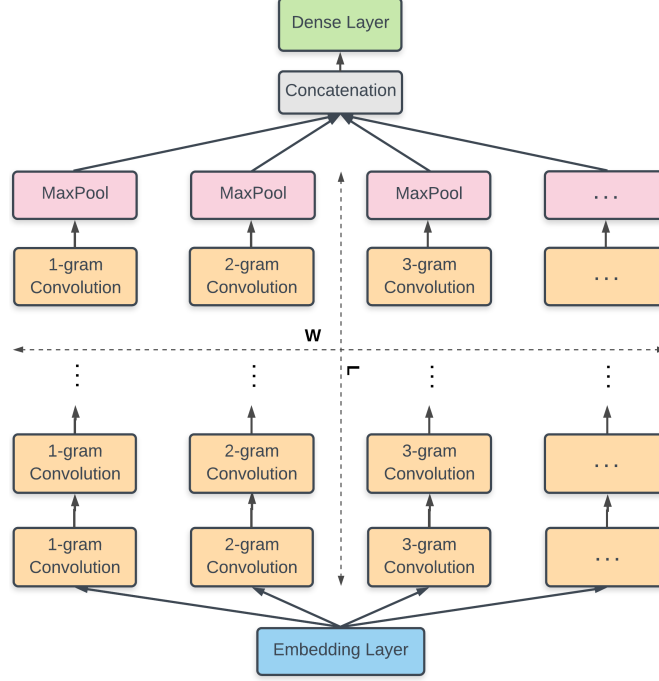 Dense Layer
Concatenation
MaxPool
MaxPool
MaxPool
...
1-gram
Convolution
2-gram
Convolution
3-gram
Convolution
...
W
L
...
...
...
...
1-gram
Convolution
2-gram
Convolution
3-gram
Convolution
...
1-gram
Convolution
2-gram
Convolution
3-gram
Convolution
...
Embedding Layer